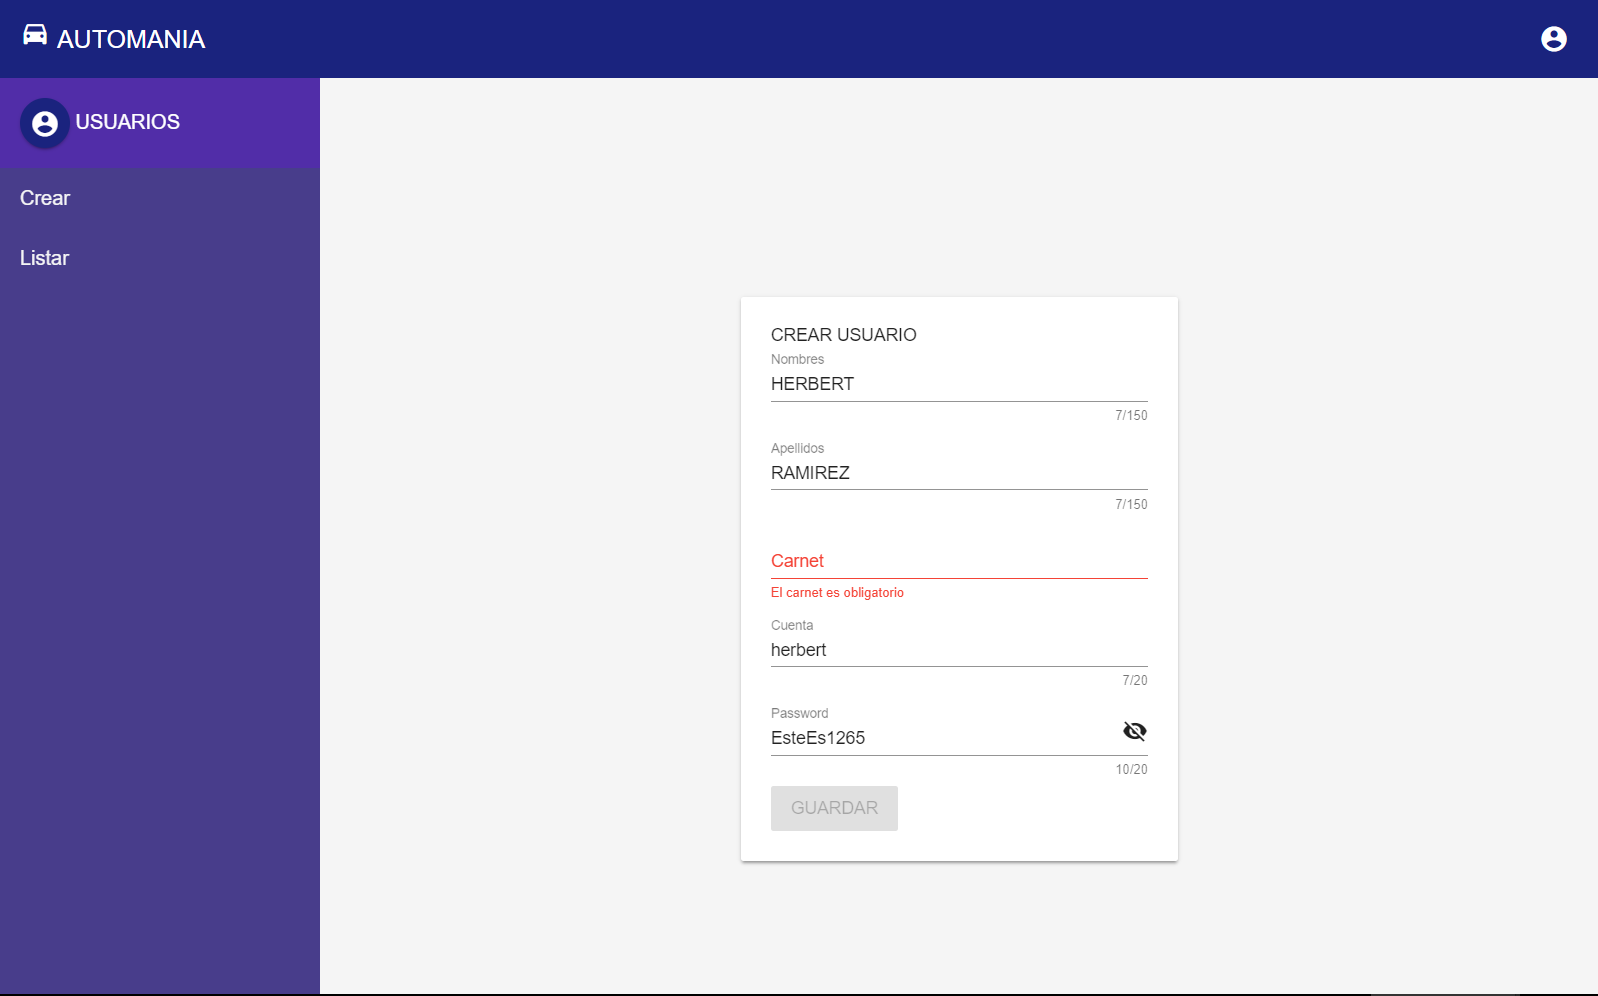 AUTOMANIA
USUARIOS
Crear
Listar
CREAR USUARIO
Nombres
HERBERT
7/150
Apellidos
RAMIREZ
7/150
Carnet
El carnet es obligatorio
Cuenta
herbert
7/20
Password
EsteEs1265
10/20
GUARDAR